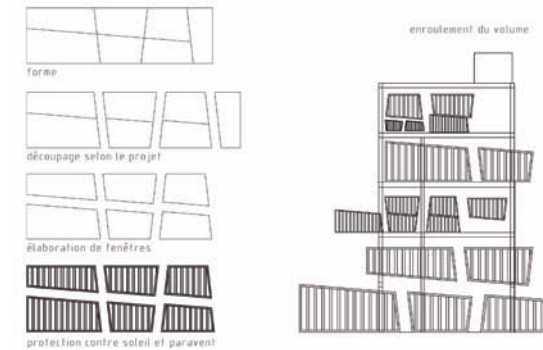 enroulement du volume
forme
découpage selon le projet
élaboration de fenêtres
protection contre soleil et paravent